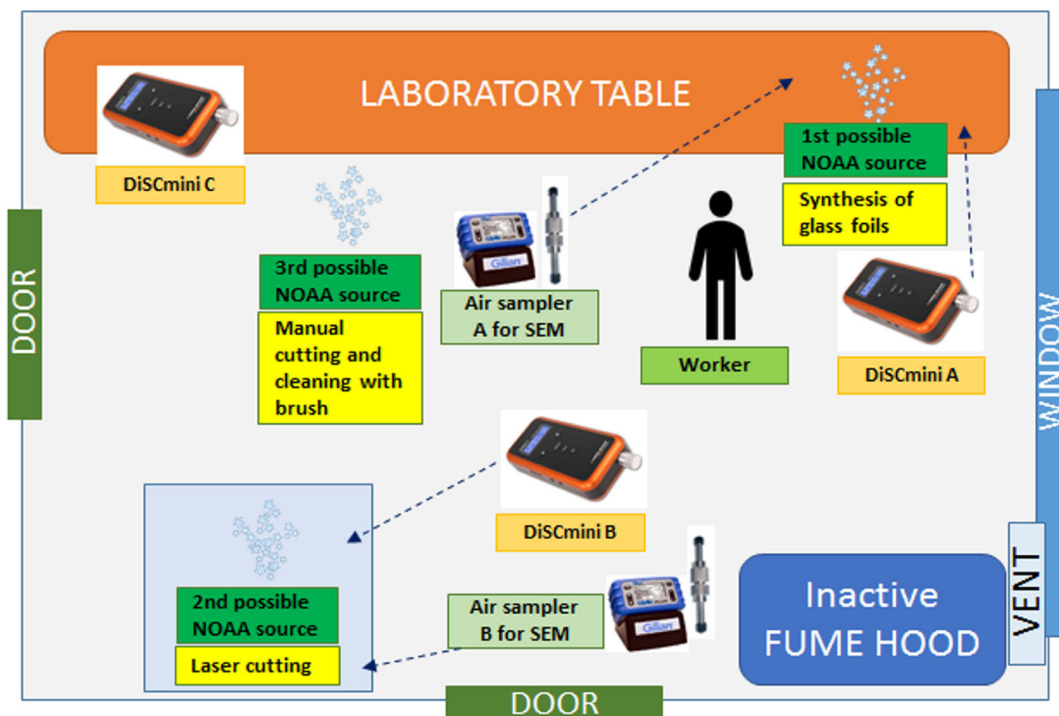 LABORATORY TABLE
DiSCmini C
1st possible
NOAA source
Synthesis of
glass foils
DOOR
3rd possible
NOAA source
Manual
cutting and
cleaning with
brush
Gilian
Air sampler
A for SEM
Worker
DiSCmini A
WINDOW
DiSCmini B
2nd possible
NOAA source
Laser cutting
Air sampler
B for SEM
Gilian
Inactive
FUME HOOD
VENT
DOOR